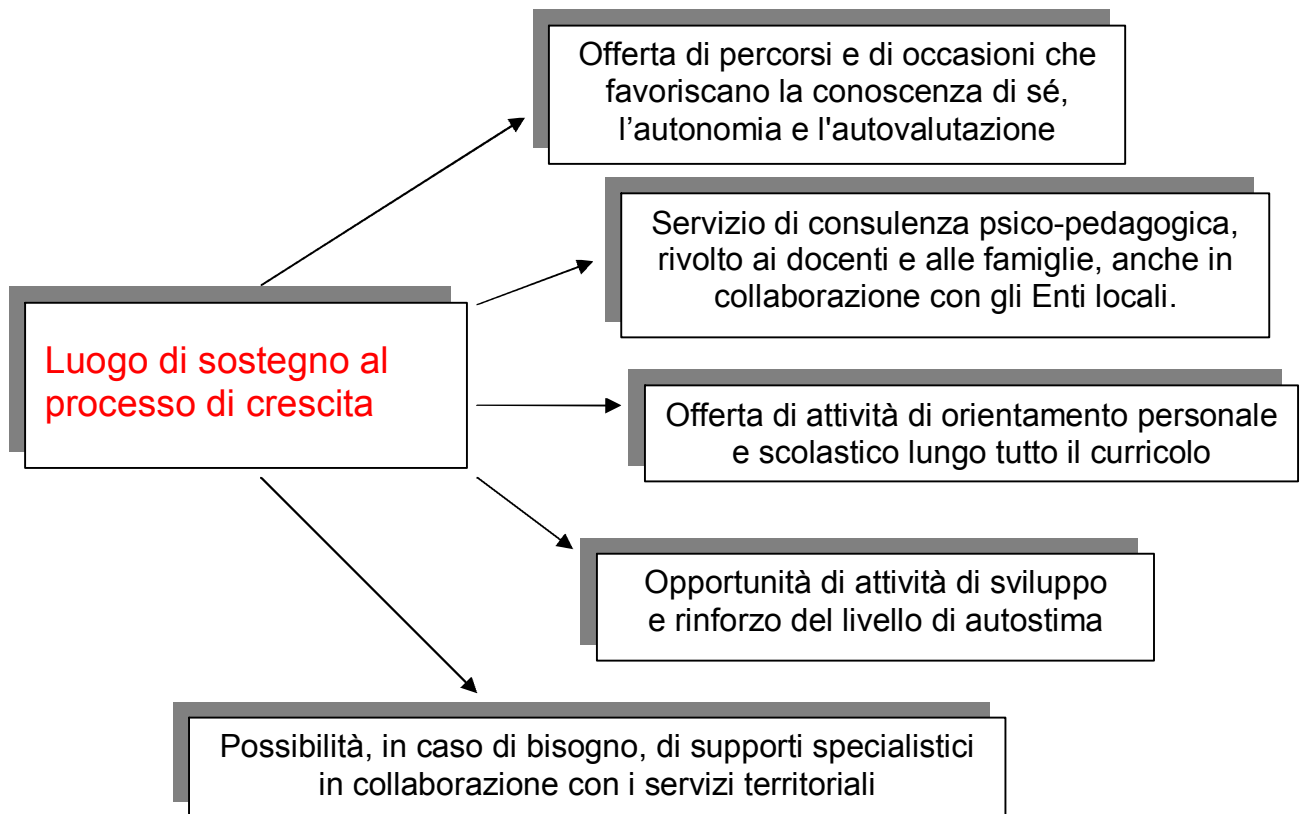 Offerta di percorsi e di occasioni che
favoriscano la conoscenza di sé,
l’autonomia e l'autovalutazione
Servizio di consulenza psico-pedagogica,
rivolto ai docenti e alle famiglie, anche in
collaborazione con gli Enti locali.
Luogo di sostegno al
processo di crescita
Offerta di attività di orientamento personale
e scolastico lungo tutto il curricolo
Opportunità di attività di sviluppo
e rinforzo del livello di autostima
Possibilità, in caso di bisogno, di supporti specialistici
in collaborazione con i servizi territoriali